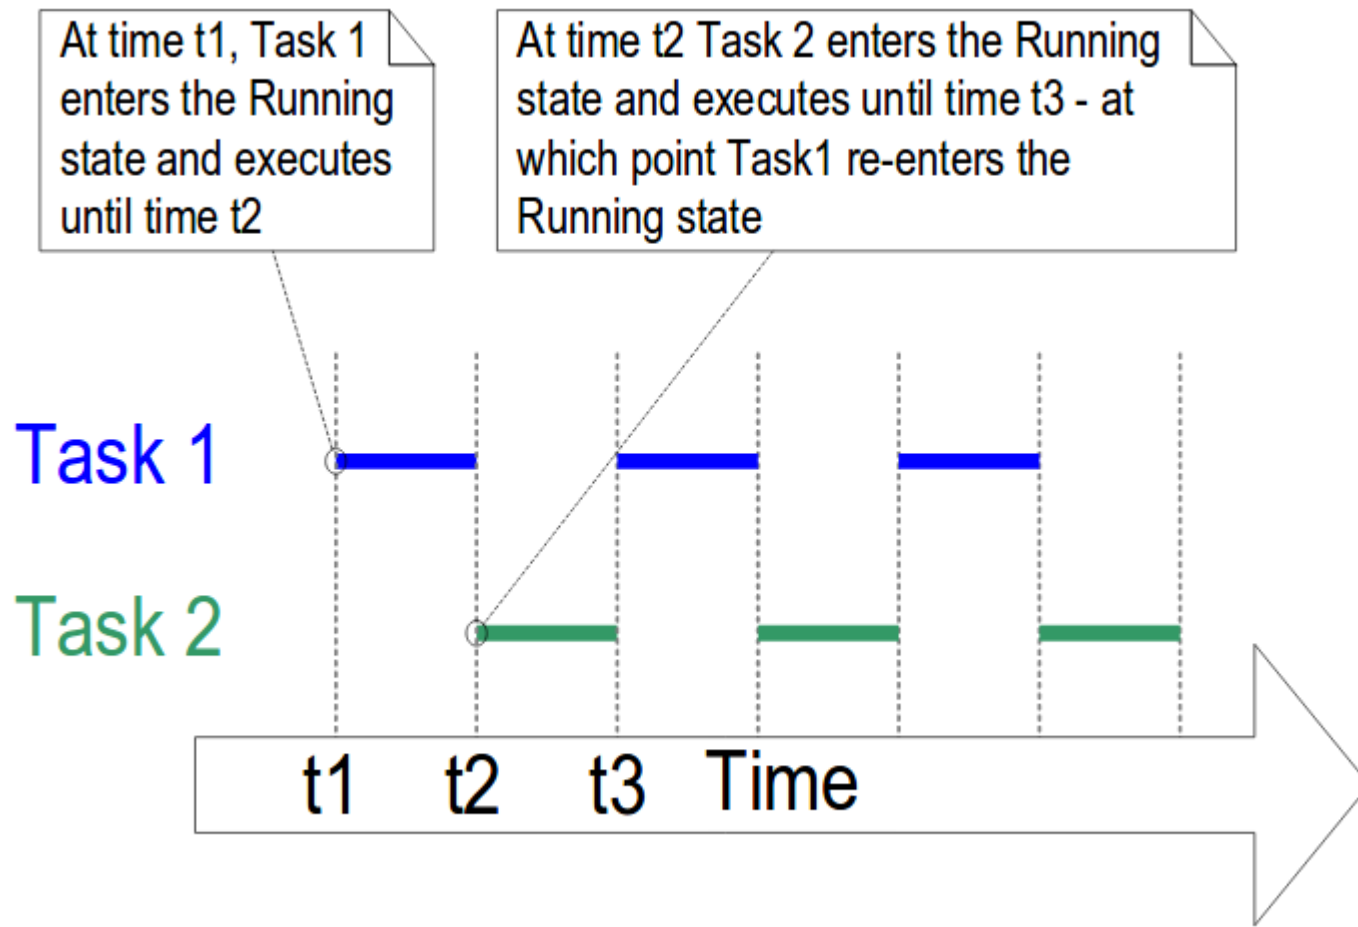 At time t1, Task 1
enters the Running
state and executes
until time t2
At time t2 Task 2 enters the Running
state and executes until time t3 - at
which point Task1 re-enters the
Running state
Task 1
Task 2
t1 t2 t3 Time